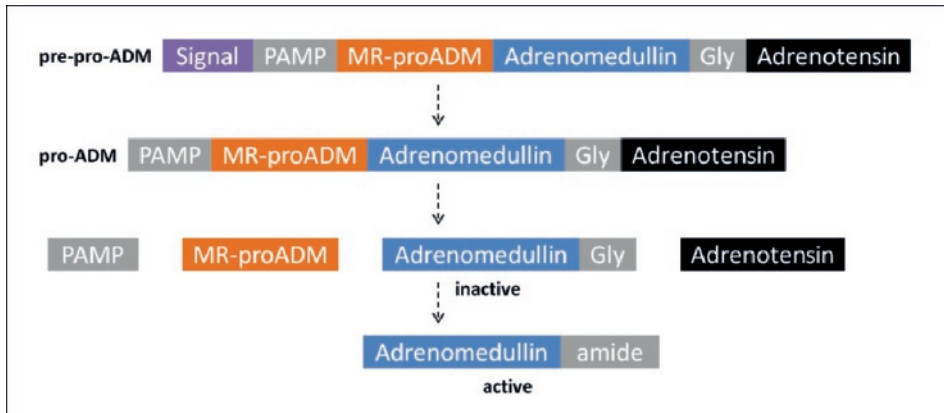 pre-pro-ADM Signal PAMP MR-proADM Adrenomedullin Gly Adrenotensin
pro-ADM PAMP MR-proADM Adrenomedullin Gly Adrenotensin
PAMP MR-proADM Adrenomedullin Gly Adrenotensin
inactive
Adrenomedullin amide
active